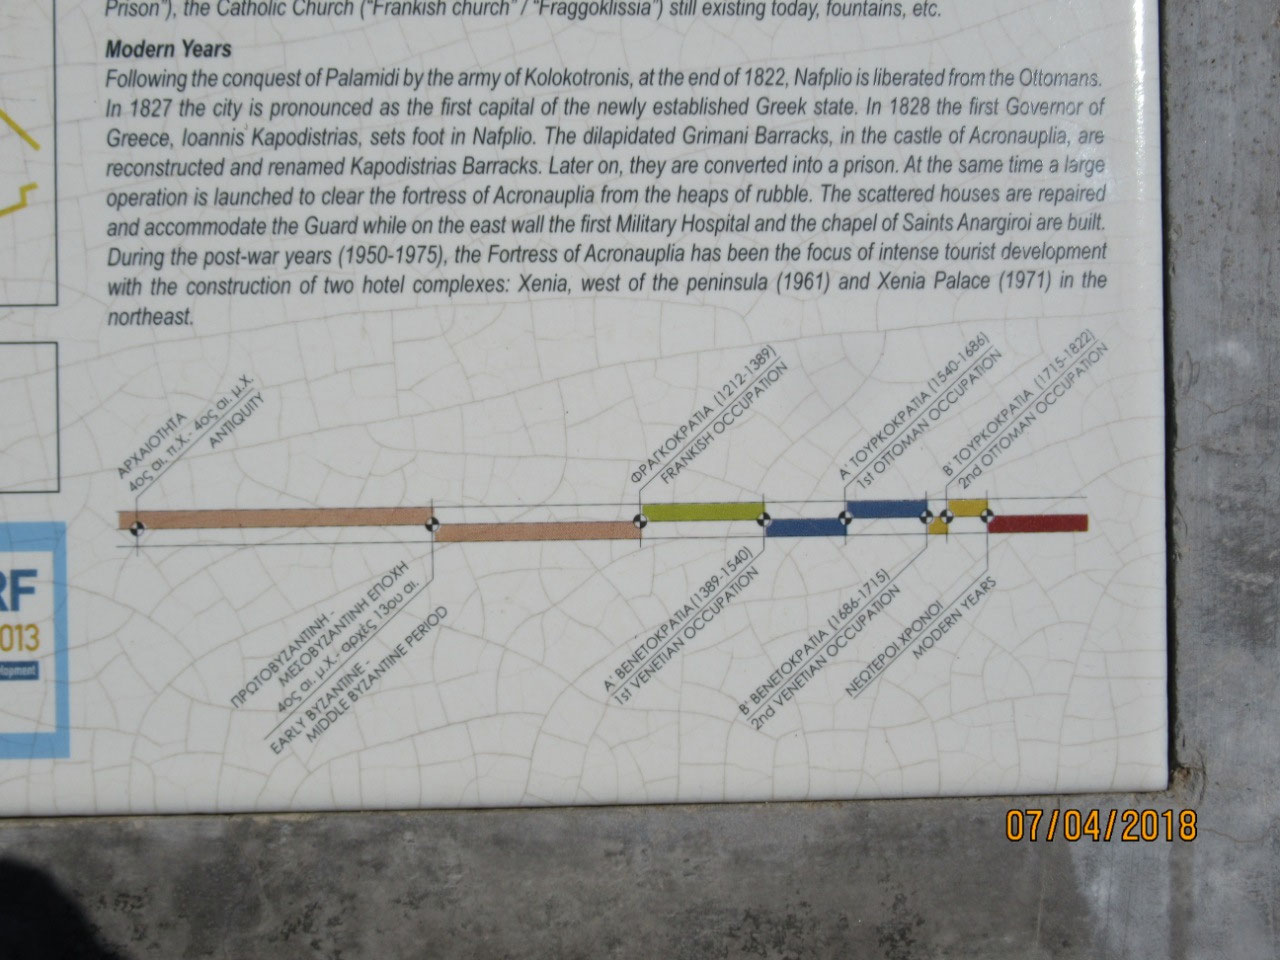 Prison"), the Catholic Church ("Frankish church" / "Fraggoklissia") still existing today, fountains, etc.
Modern Years
Following the conquest of Palamidi by the army of Kolokotronis, at the end of 1822, Nafplio is liberated from the Ottomans.
In 1827 the city is pronounced as the first capital of the newly established Greek state. In 1828 the first Governor of
Greece, Ioannis Kapodistrias, sets foot in Nafplio. The dilapidated Grimani Barracks, in the castle of Acronauplia, are
reconstructed and renamed Kapodistrias Barracks. Later on, they are converted into a prison. At the same time a large
operation is launched to clear the fortress of Acronauplia from the heaps of rubble. The scattered houses are repaired
and accommodate the Guard while on the east wall the first Military Hospital and the chapel of Saints Anargiroi are built.
During the post-war years (1950-1975), the Fortress of Acronauplia has been the focus of intense tourist development
with the construction of two hotel complexes: Xenia, west of the peninsula (1961) and Xenia Palace (1971) in the
northeast.
ΑΡΧΑΙΟΤΗΤΑ
4ος αι. π.Χ.- 4ος αι. μ.Χ.
ANTIQUITY
ΦΡΑΓΚΟΚΡΑΤΙΑ (1212-1389)
FRANKISH OCCUPATION
Α' ΤΟΥΡΚΟΚΡΑΤΙΑ (1540-1686)
1st OTTOMAN OCCUPATION
Β' ΤΟΥΡΚΟΚΡΑΤΙΑ (1715-1822)
2nd OTTOMAN OCCUPATION
ΠΡΩΤΟΒΥΖΑΝΤΙΝΗ -
ΜΕΣΟΒΥΖΑΝΤΙΝΗ ΕΠΟΧΗ
4ος αι. μ.Χ.- αρχές 13ου αι.
EARLY BYZANTINE -
MIDDLE BYZANTINE PERIOD
Α' ΒΕΝΕΤΟΚΡΑΤΙΑ (1389-1540)
1st VENETIAN OCCUPATION
Β' ΒΕΝΕΤΟΚΡΑΤΙΑ (1686-1715)
2nd VENETIAN OCCUPATION
ΝΕΩΤΕΡΟΙ ΧΡΟΝΟΙ
MODERN YEARS
RF
013
lopment
07/04/2018